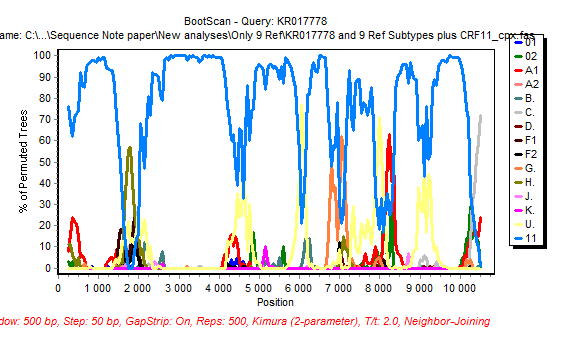 BootScan - Query: KR017778
ame: C:\...\Sequence Note paper\New analyses\Only 9 Ref\KR017778 and 9 Ref Subtypes plus CRF11_cpx.fas
100
90
80
70
60
50
40
30
20
10
0
% of Permuted Trees
0 1 000 2 000 3 000 4 000 5 000 6 000 7 000 8 000 9 000 10 000
Position
01
02
A1
A2
B.
C.
D.
F1
F2
G.
H.
J.
K.
U.
11
dow: 500 bp, Step: 50 bp, GapStrip: On, Reps: 500, Kimura (2-parameter), T/t: 2.0, Neighbor-Joining